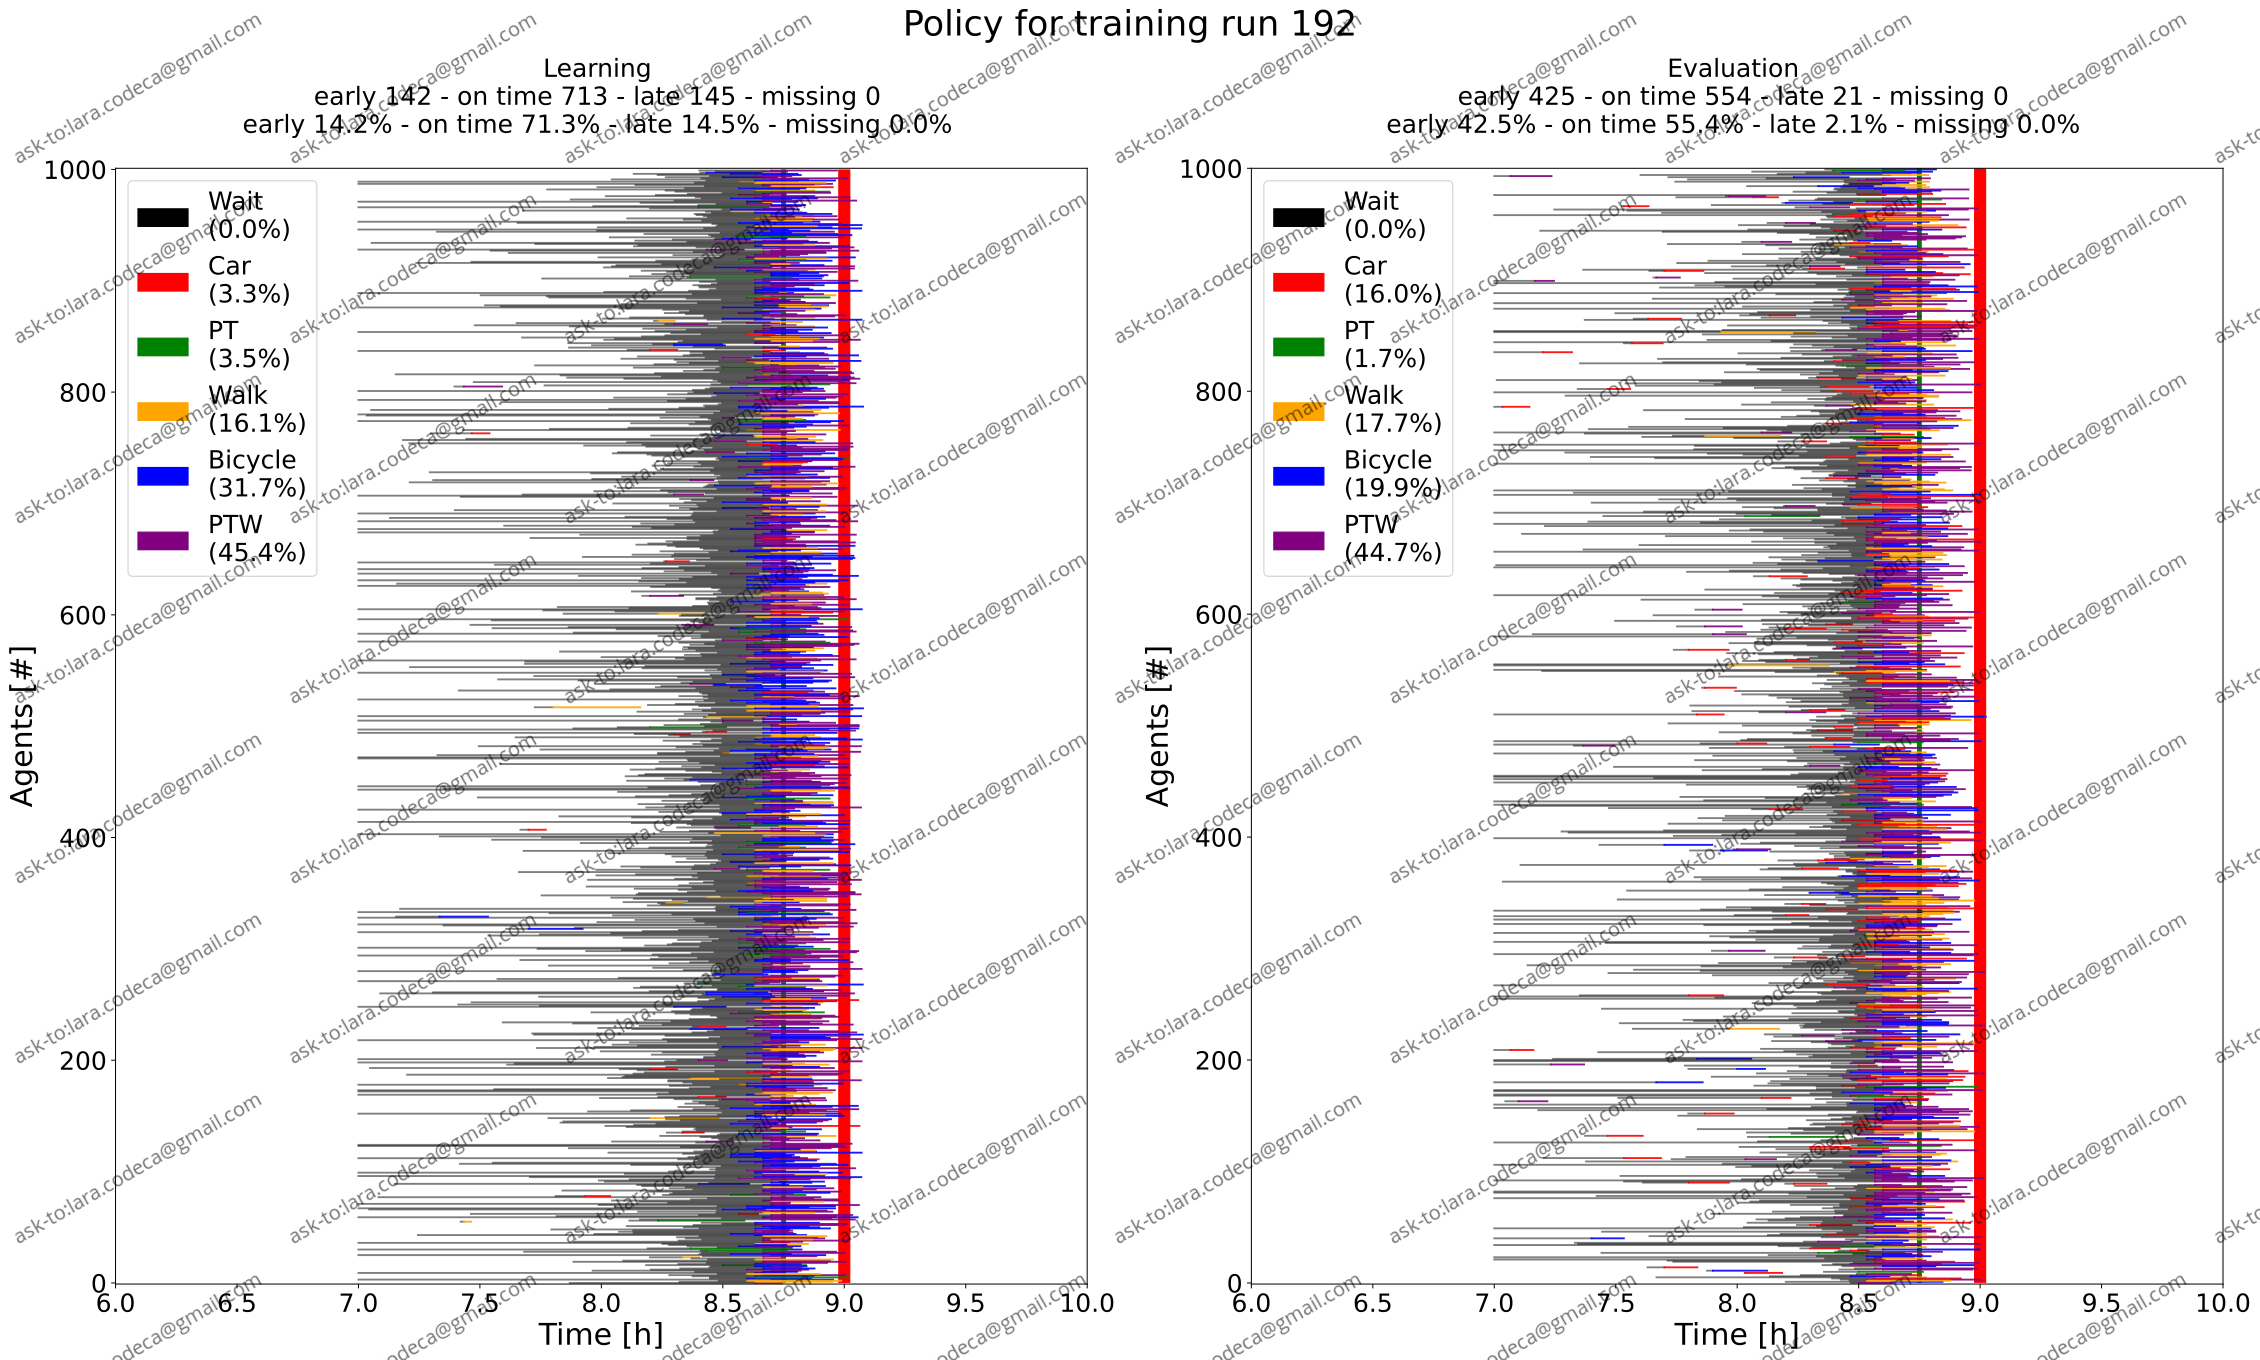 Policy for training run 192
Learning
early 142 - on time 713 - late 145 - missing 0
early 14.2% - on time 71.3% - late 14.5% - missing 0.0%
1000
800
600
400
200
0
Agents [#]
Wait
(0.0%)
Car
(3.3%)
PT
(3.5%)
Walk
(16.1%)
Bicycle
(31.7%)
PTW
(45.4%)
6.0 6.5 7.0 7.5 8.0 8.5 9.0 9.5 10.0
Time [h]
Evaluation
early 425 - on time 554 - late 21 - missing 0
early 42.5% - on time 55.4% - late 2.1% - missing 0.0%
1000
800
600
400
200
0
Agents [#]
Wait
(0.0%)
Car
(16.0%)
PT
(1.7%)
Walk
(17.7%)
Bicycle
(19.9%)
PTW
(44.7%)
6.0 6.5 7.0 7.5 8.0 8.5 9.0 9.5 10.0
Time [h]
ask-to:lara.codeca@gmail.com